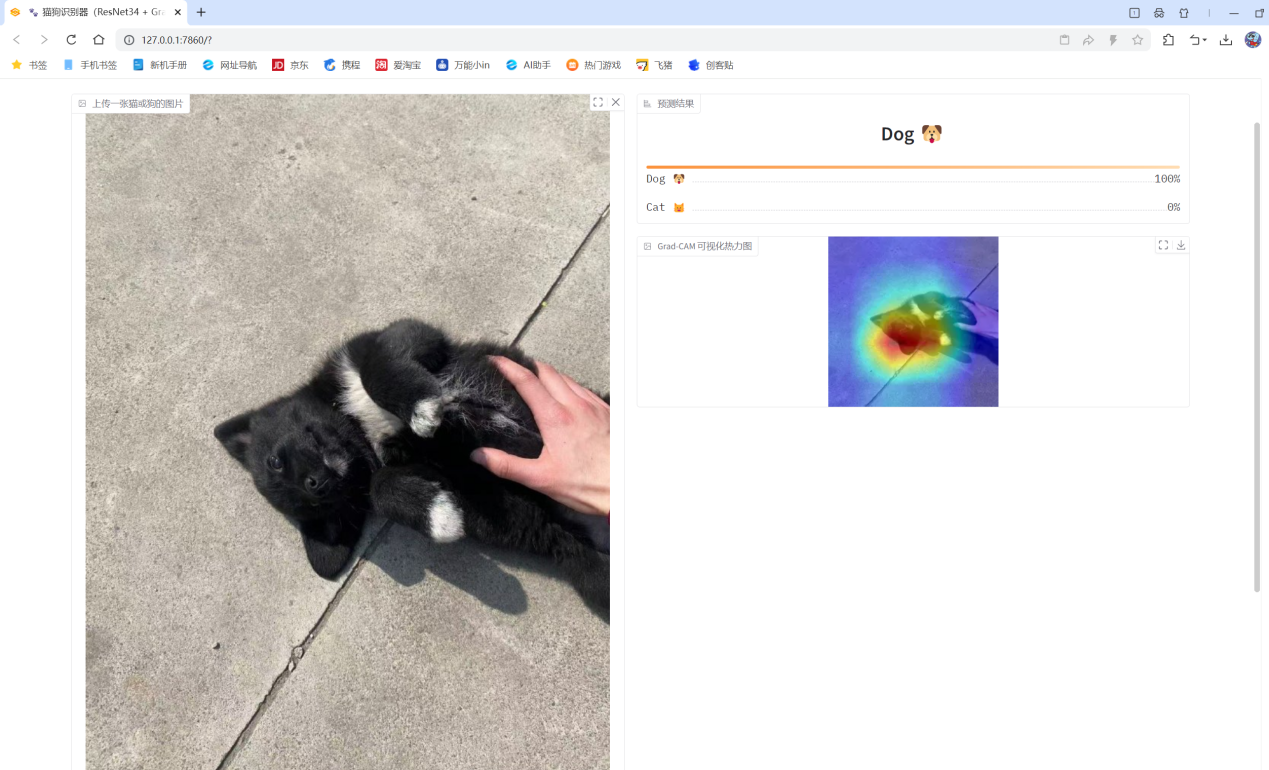 🐾 猫狗识别器（ResNet34 + Gra
127.0.0.1:7860/?
书签 手机书签 新机手册 网址导航 JD 京东 携程 淘 爱淘宝 万能小in AI助手 热门游戏 飞猪 创客贴
上传一张猫或狗的图片
预测结果
Dog 🐶
Dog 🐶 100%
Cat 🐱 0%
Grad-CAM 可视化热力图